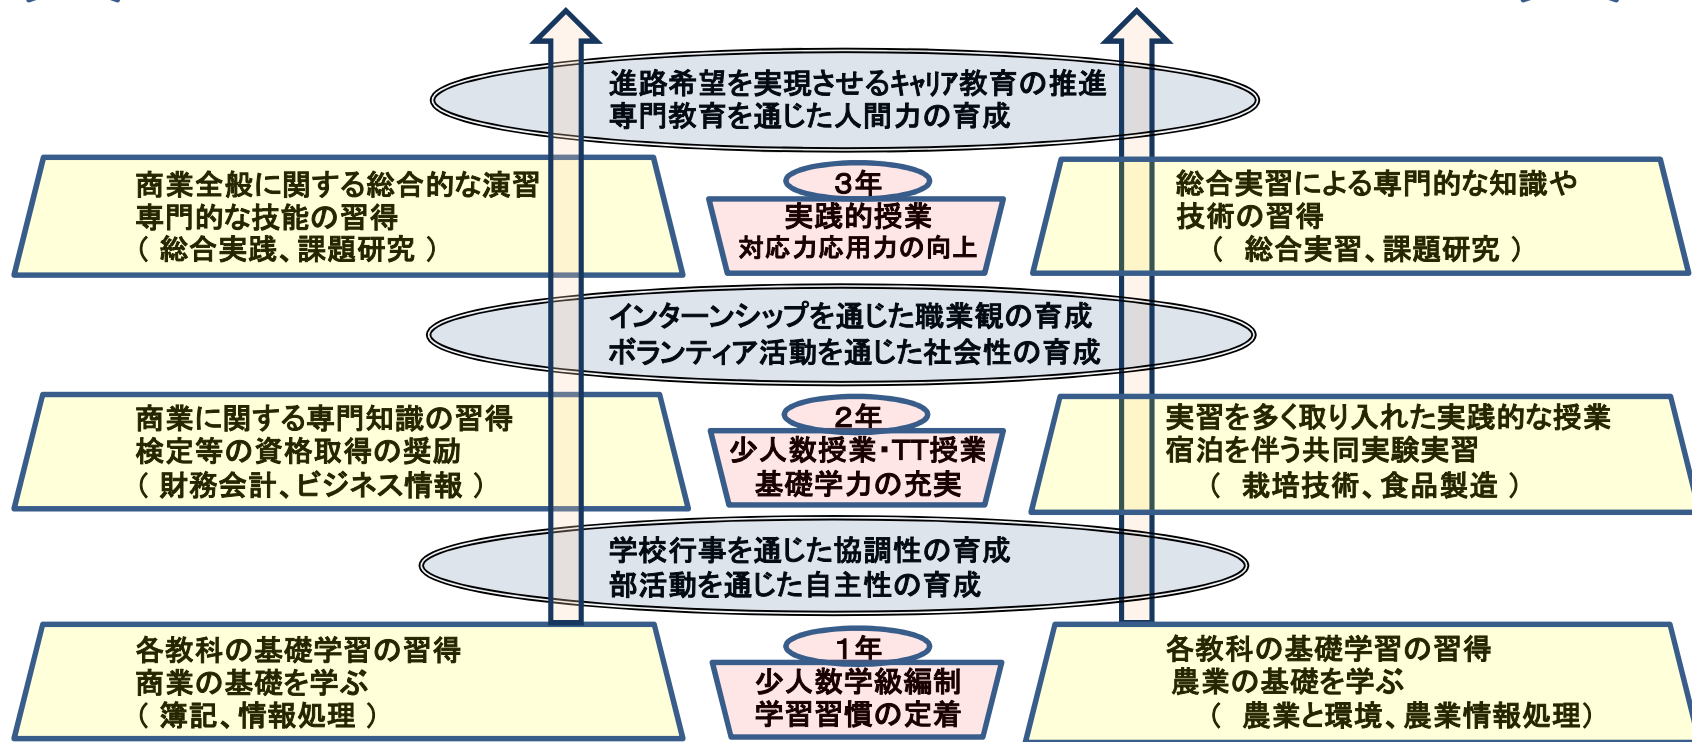 進路希望を実現させるキャリア教育の推進
専門教育を通じた人間力の育成
商業全般に関する総合的な演習
専門的な技能の習得
（ 総合実践、課題研究 ）
３年
実践的授業
対応力応用力の向上
総合実習による専門的な知識や
技術の習得
（ 総合実習、課題研究 ）
インターンシップを通じた職業観の育成
ボランティア活動を通じた社会性の育成
商業に関する専門知識の習得
検定等の資格取得の奨励
（ 財務会計、ビジネス情報 ）
２年
少人数授業・TT授業
基礎学力の充実
実習を多く取り入れた実践的な授業
宿泊を伴う共同実験実習
（ 栽培技術、食品製造 ）
学校行事を通じた協調性の育成
部活動を通じた自主性の育成
各教科の基礎学習の習得
商業の基礎を学ぶ
（ 簿記、情報処理 ）
１年
少人数学級編制
学習習慣の定着
各教科の基礎学習の習得
農業の基礎を学ぶ
（ 農業と環境、農業情報処理）